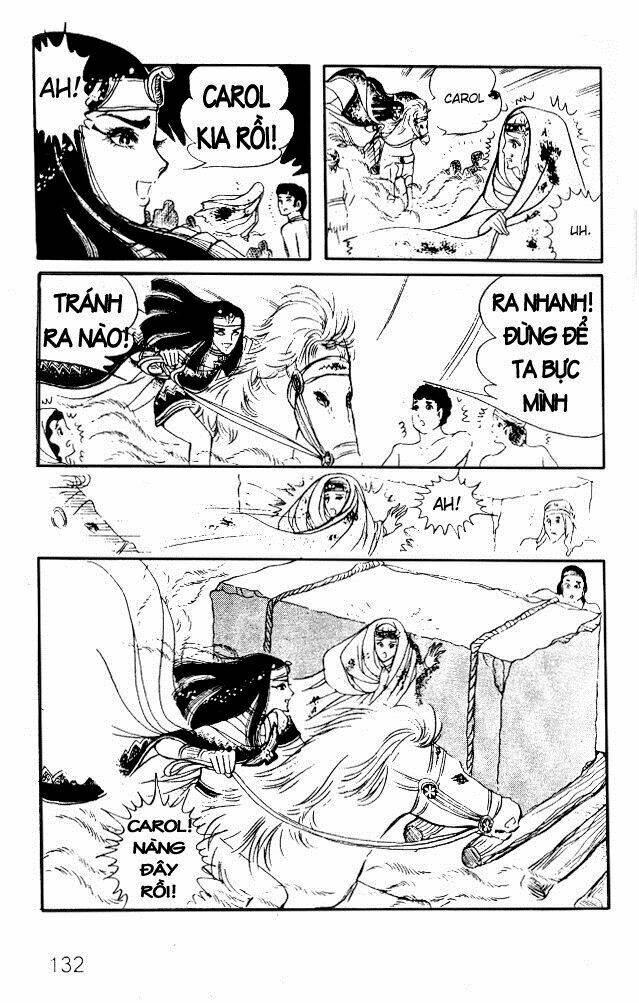 AH!
CAROL
KIA RỒI!
CAROL
UH.
TRÁNH
RA NÀO!
RA NHANH!
ĐỪNG ĐỂ
TA BỰC
MÌNH
AH!
CAROL!
NÀNG
ĐÂY
RỒI!
132